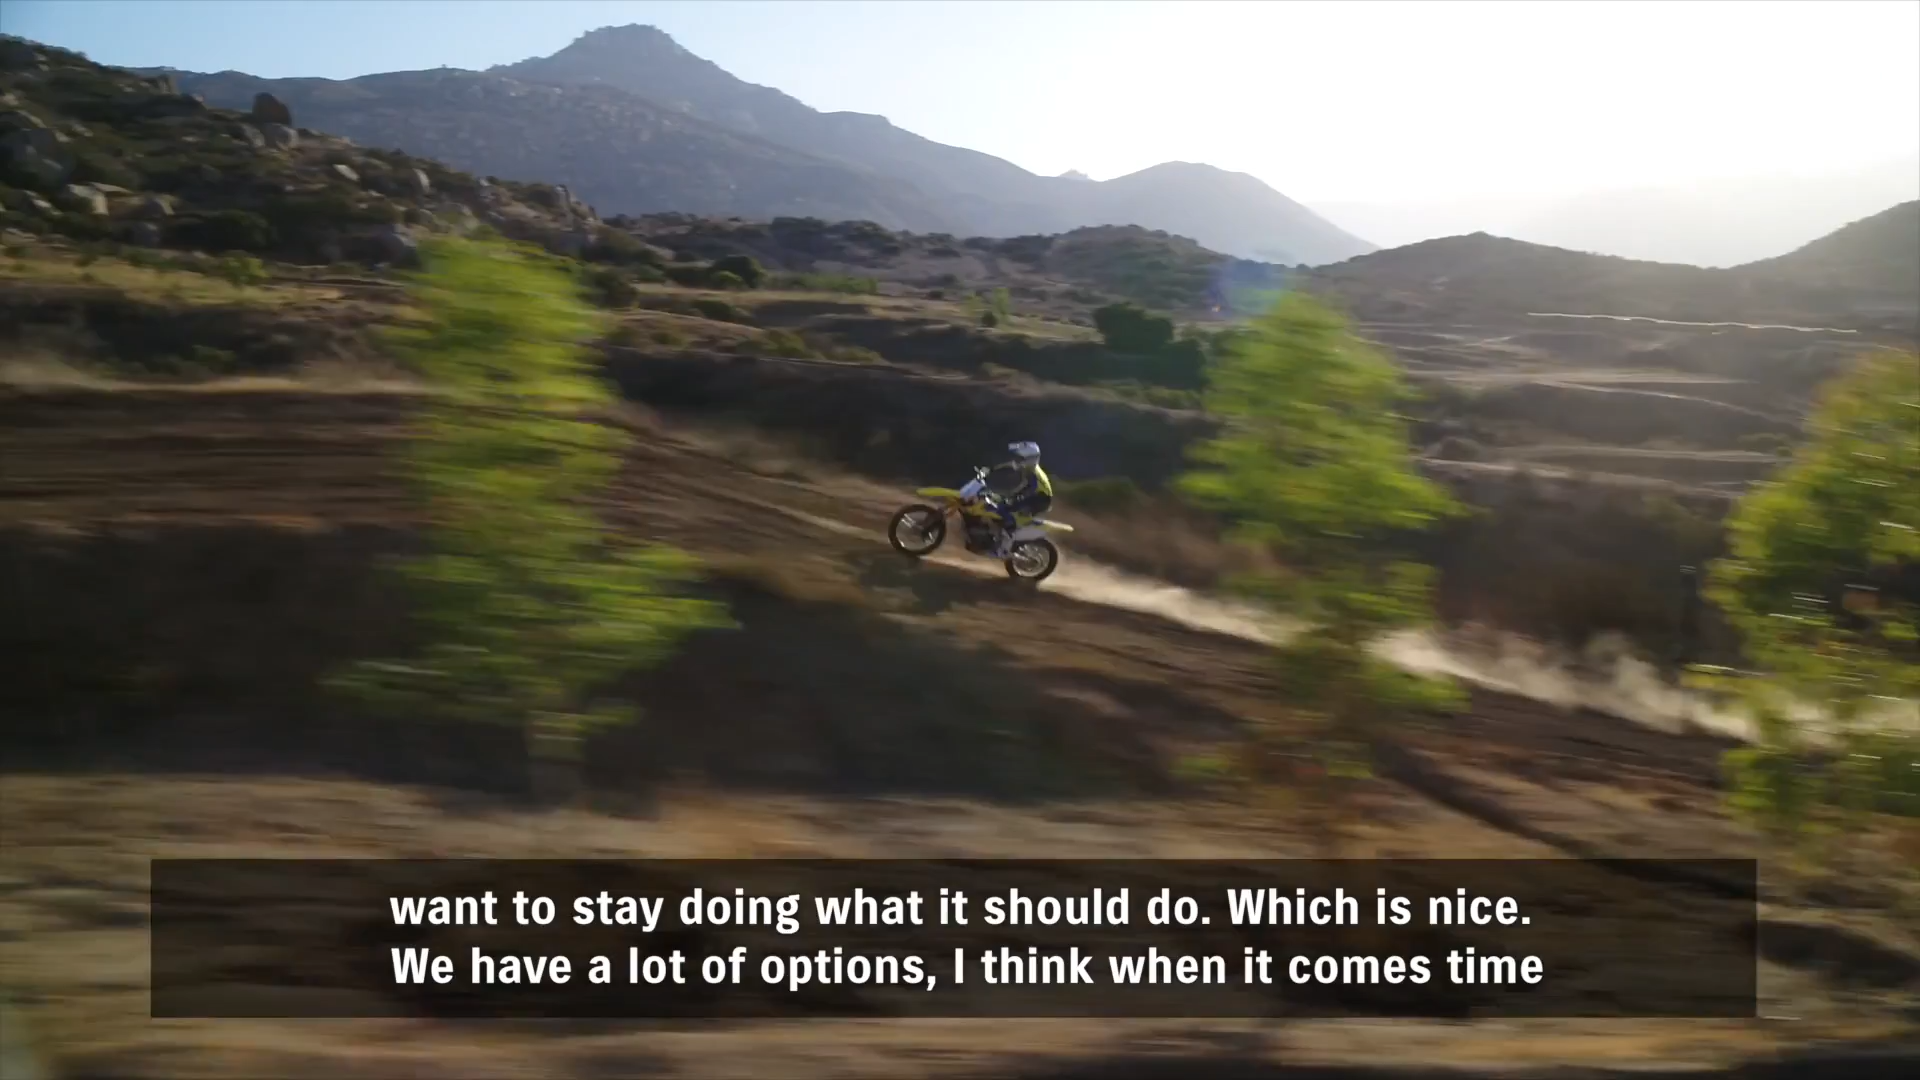 want to stay doing what it should do. Which is nice.
We have a lot of options, I think when it comes time